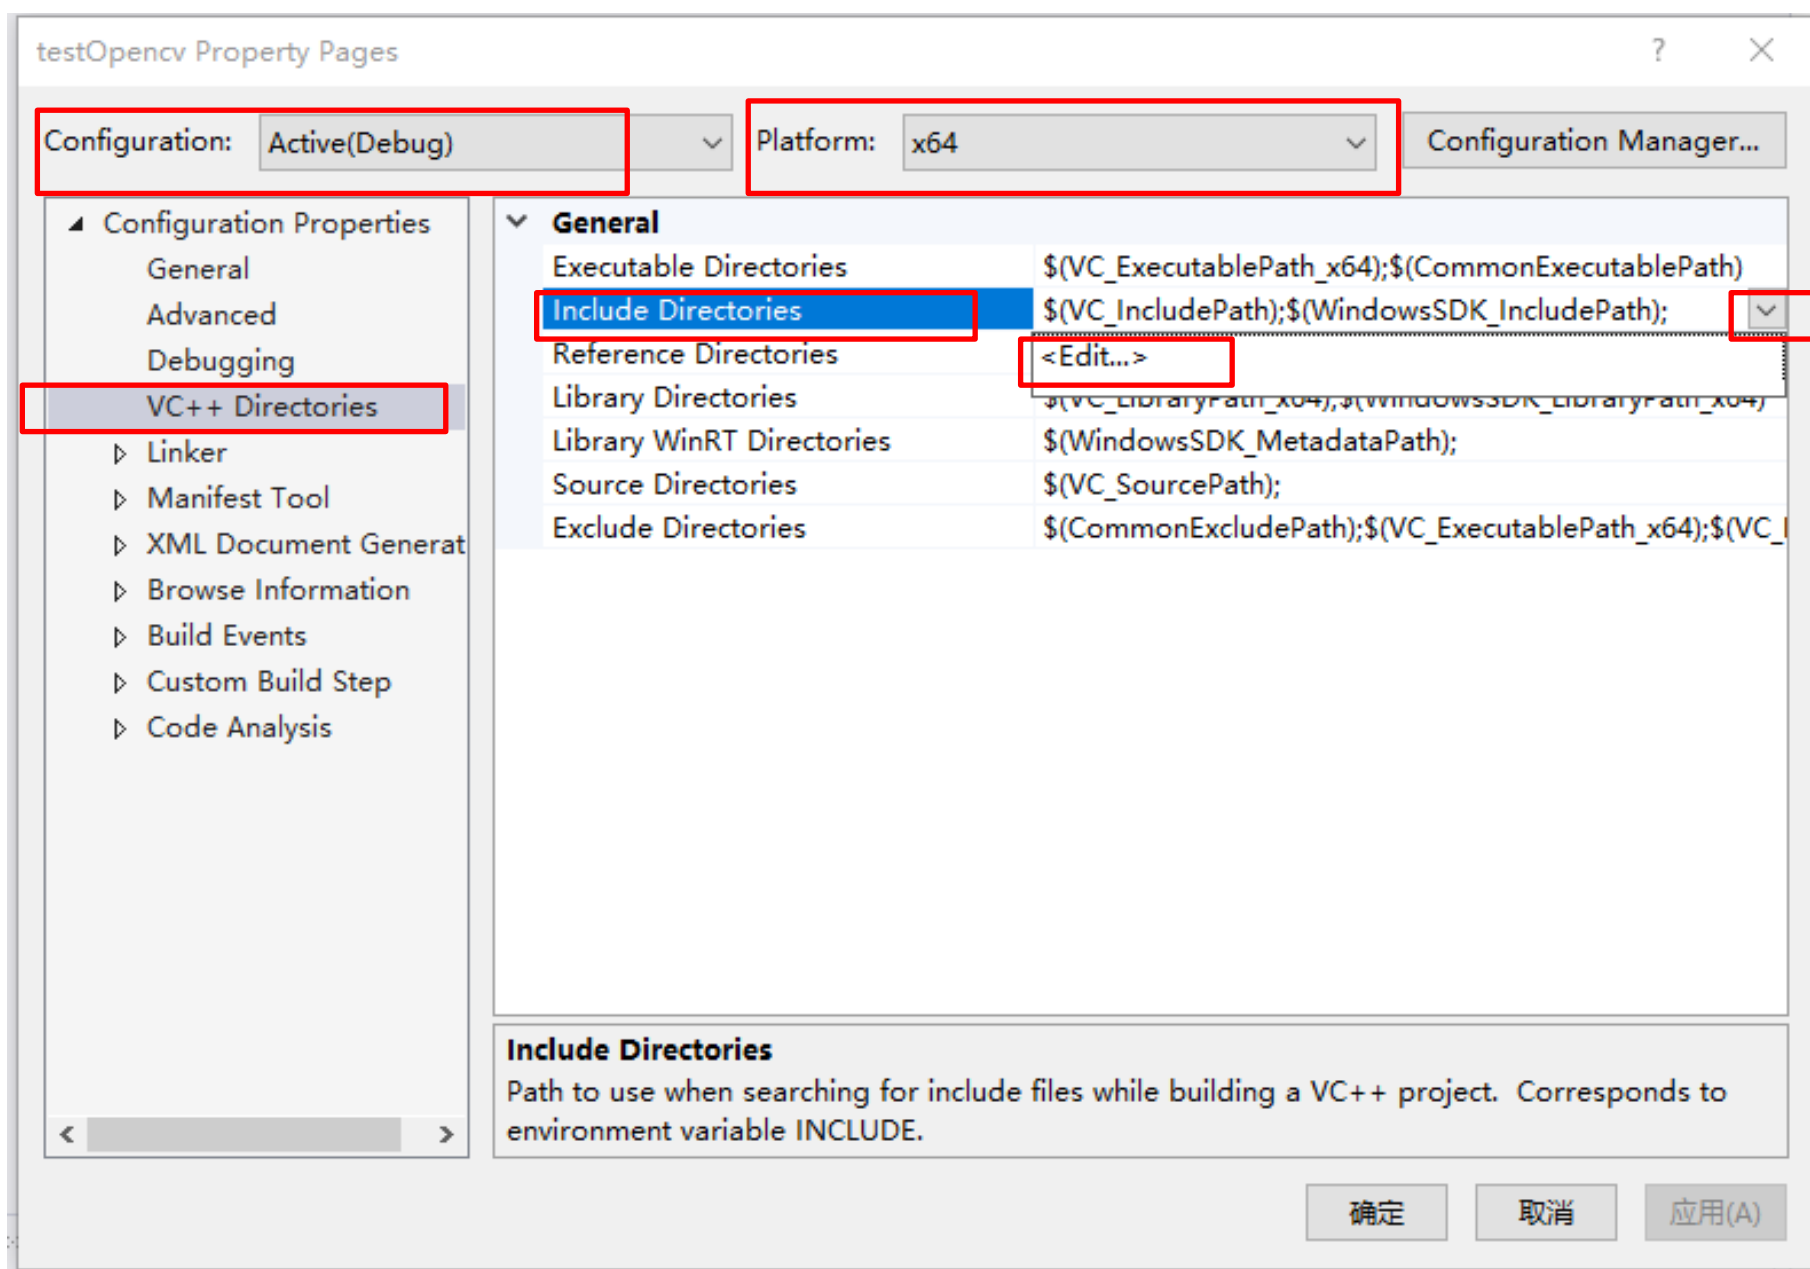 testOpencv Property Pages
Configuration: Active(Debug) Platform: x64 Configuration Manager...
Configuration Properties
General
Advanced
Debugging
VC++ Directories
Linker
Manifest Tool
XML Document Generat
Browse Information
Build Events
Custom Build Step
Code Analysis
General
Executable Directories $(VC_ExecutablePath_x64);$(CommonExecutablePath)
Include Directories $(VC_IncludePath);$(WindowsSDK_IncludePath);
<Edit...>
Reference Directories
Library Directories $(VC_LibraryPath_x64);$(WindowsSDK_LibraryPath_x64)
Library WinRT Directories $(WindowsSDK_MetadataPath);
Source Directories $(VC_SourcePath);
Exclude Directories $(CommonExcludePath);$(VC_ExecutablePath_x64);$(VC_I
Include Directories
Path to use when searching for include files while building a VC++ project. Corresponds to
environment variable INCLUDE.
确定 取消 应用(A)